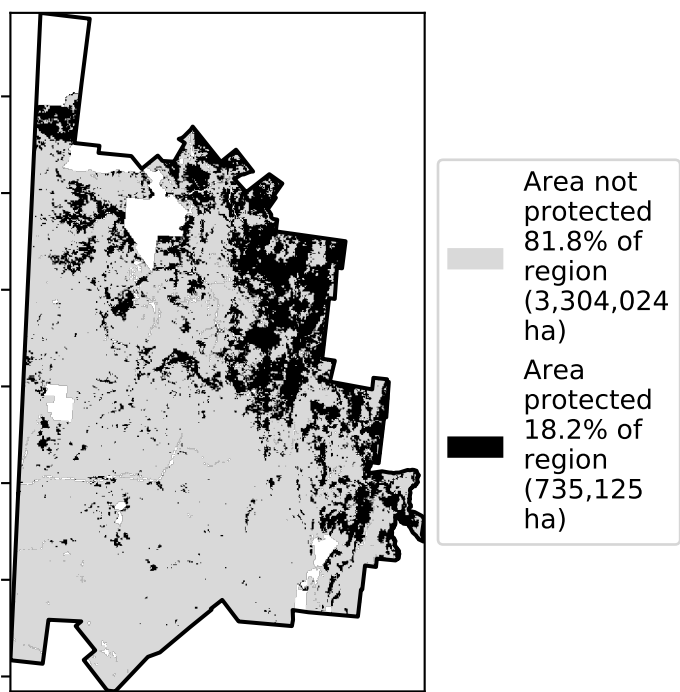 Area not
protected
81.8% of
region
(3,304,024
ha)
Area
protected
18.2% of
region
(735,125
ha)